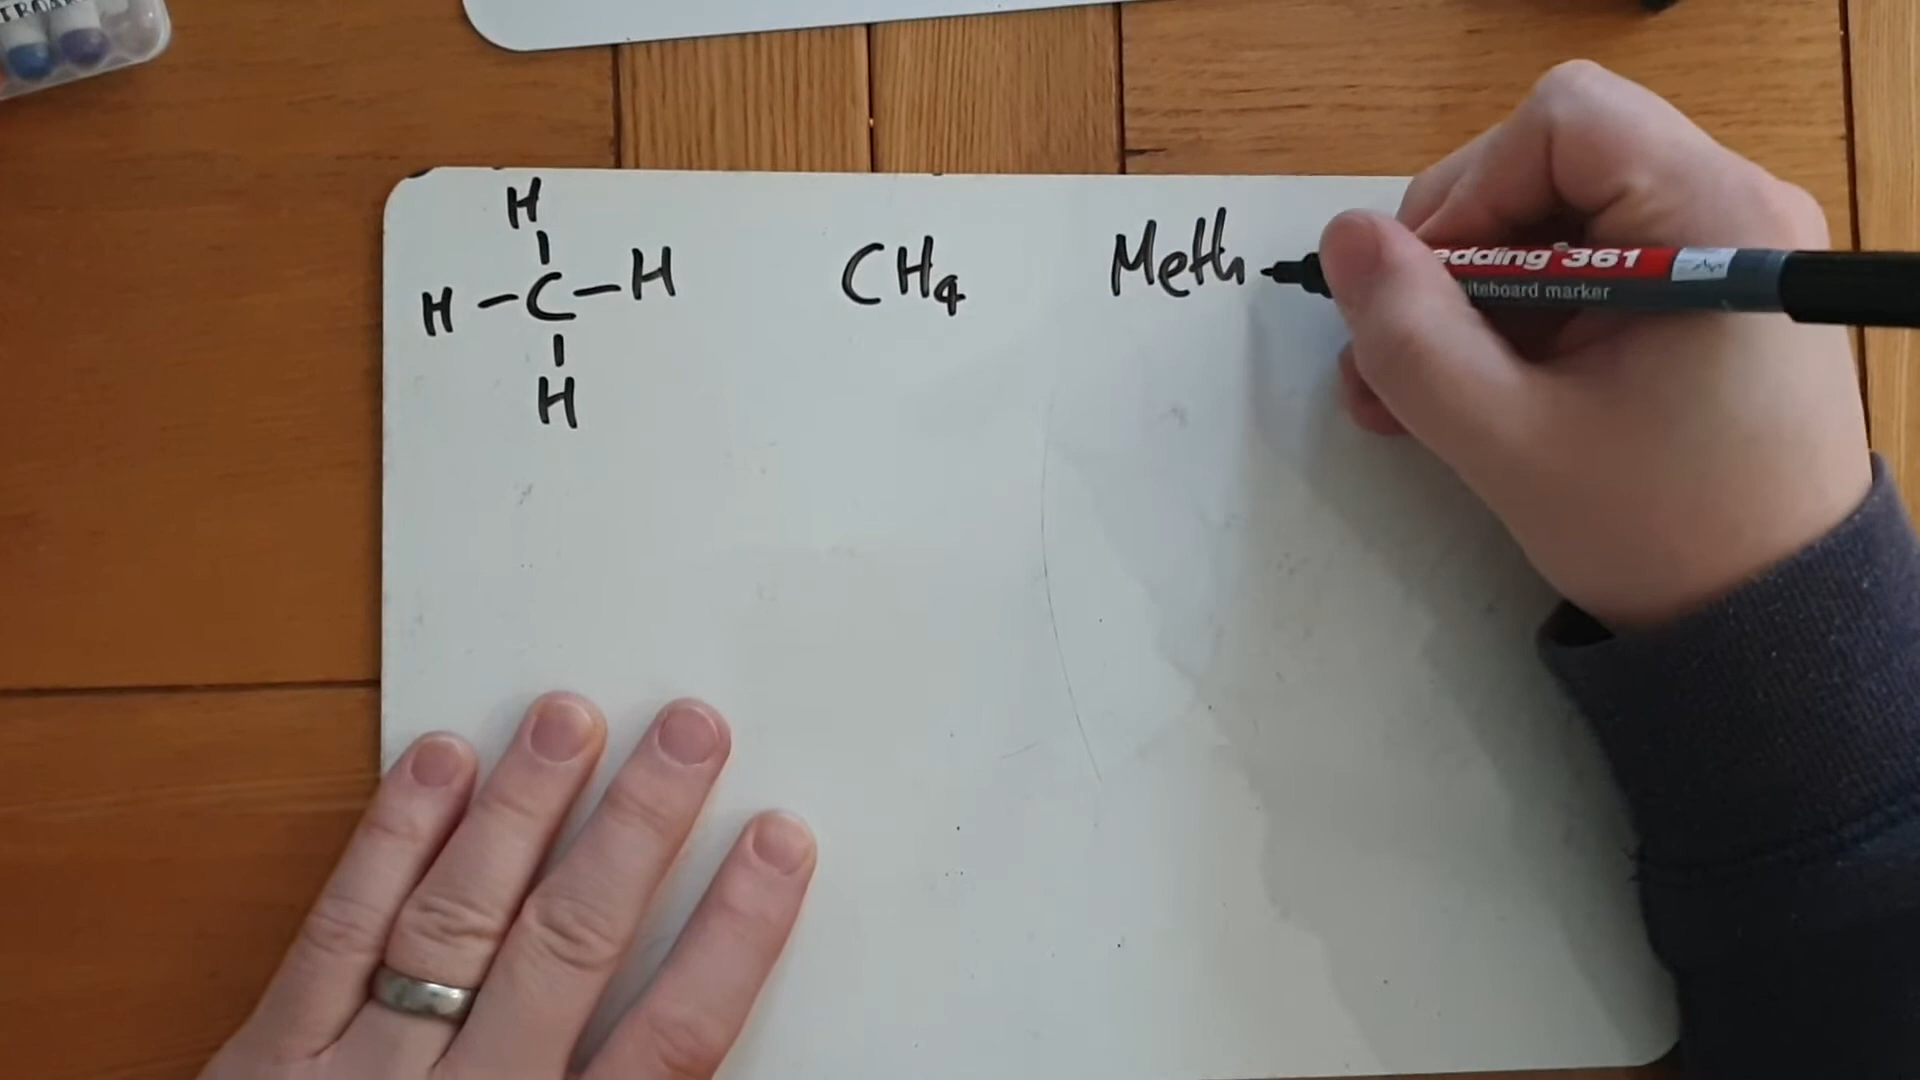 H
H - C - H
H
CH4
Meth
edding 361
iteboard marker